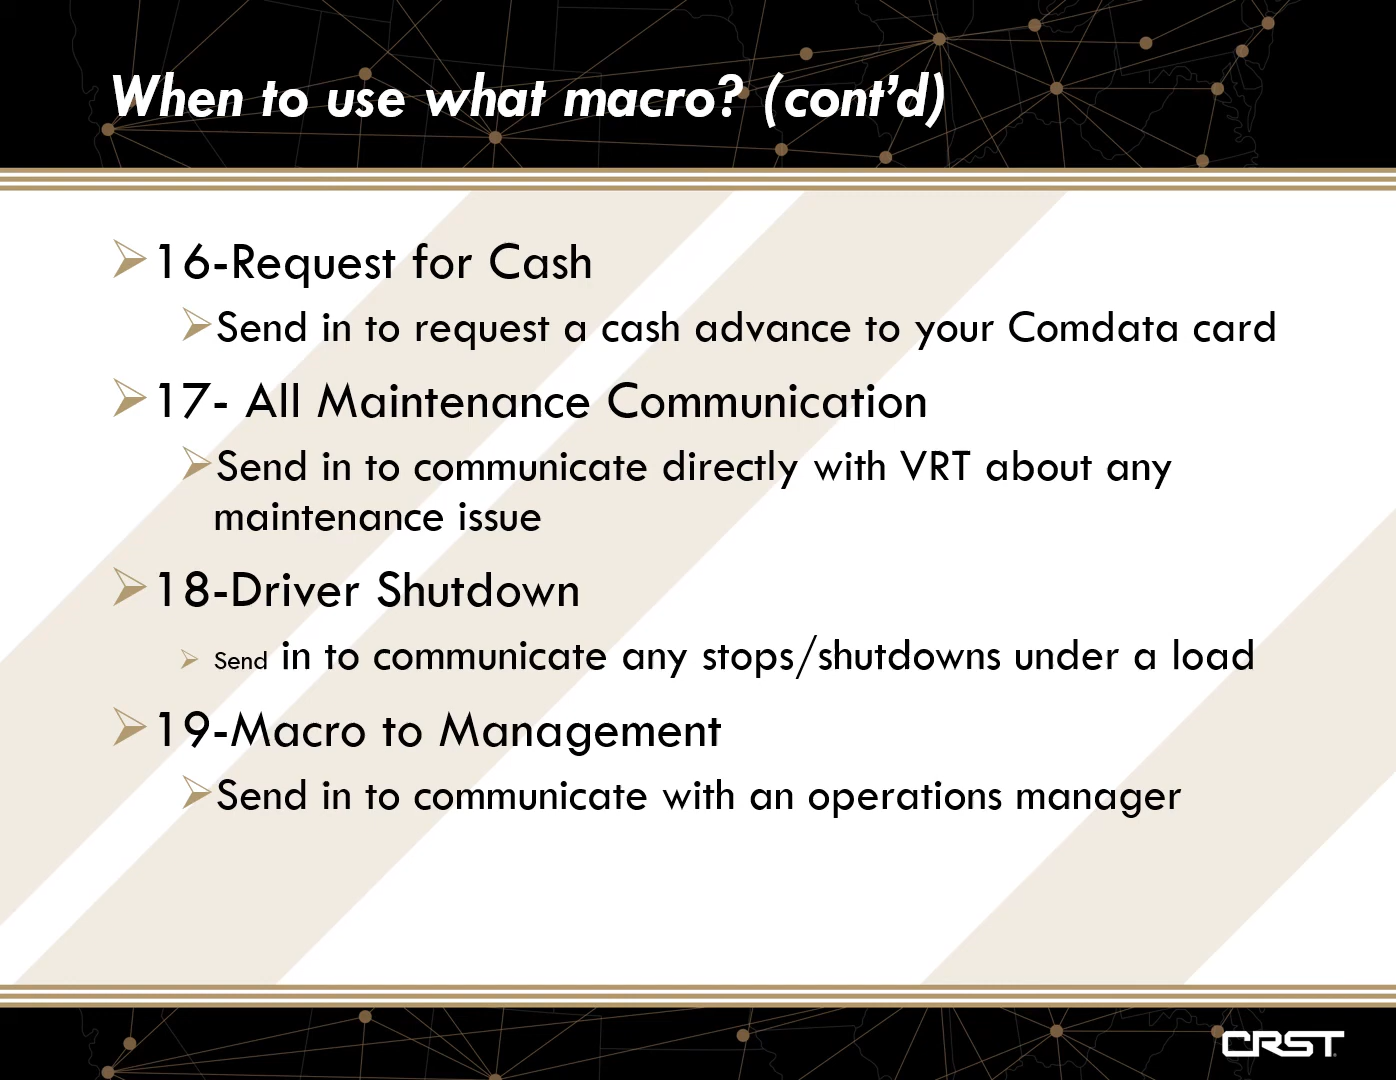 When to use what macro? (cont’d)
16-Request for Cash
Send in to request a cash advance to your Comdata card
17- All Maintenance Communication
Send in to communicate directly with VRT about any
maintenance issue
18-Driver Shutdown
Send in to communicate any stops/shutdowns under a load
19-Macro to Management
Send in to communicate with an operations manager
CRST